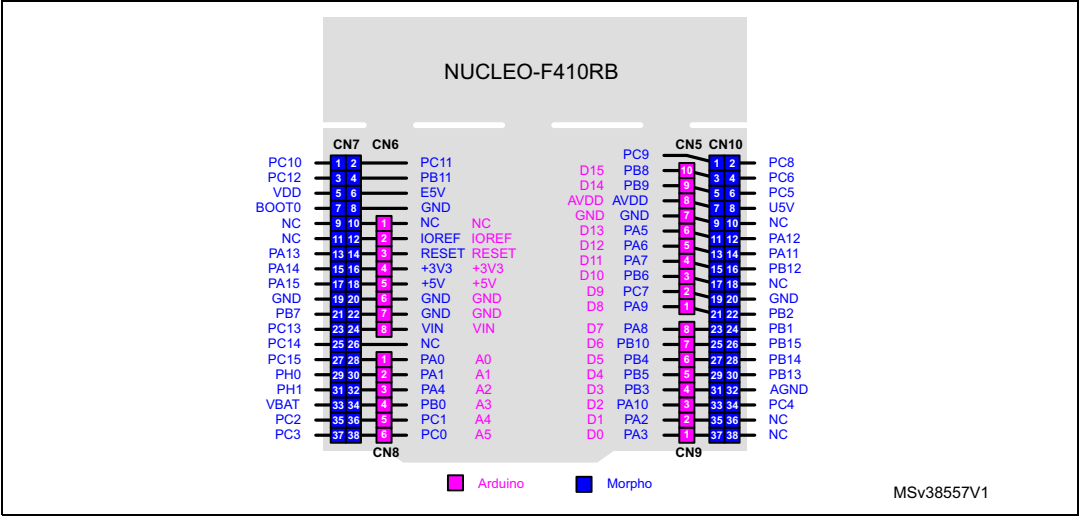 NUCLEO-F410RB
CN7 CN6 CN5 CN10
PC9
PC10 1 2 PC11 1 2 PC8
PC12 3 4 PB11 D15 PB8 10 3 4 PC6
VDD 5 6 E5V D14 PB9 9 5 6 PC5
BOOT0 7 8 GND AVDD AVDD 8 7 8 U5V
NC 9 10 1 NC NC GND GND 7 9 10 NC
NC 11 12 2 IOREF IOREF D13 PA5 6 11 12 PA12
PA13 13 14 3 RESET RESET D12 PA6 5 13 14 PA11
PA14 15 16 4 +3V3 +3V3 D11 PA7 4 15 16 PB12
PA15 17 18 5 +5V +5V D10 PB6 3 17 18 NC
GND 19 20 6 GND GND D9 PC7 2 19 20 GND
PB7 21 22 7 GND GND D8 PA9 1 21 22 PB2
PC13 23 24 8 VIN VIN D7 PA8 8 23 24 PB1
PC14 25 26 NC D6 PB10 7 25 26 PB15
PC15 27 28 1 PA0 A0 D5 PB4 6 27 28 PB14
PH0 29 30 2 PA1 A1 D4 PB5 5 29 30 PB13
PH1 31 32 3 PA4 A2 D3 PB3 4 31 32 AGND
VBAT 33 34 4 PB0 A3 D2 PA10 3 33 34 PC4
PC2 35 36 5 PC1 A4 D1 PA2 2 35 36 NC
PC3 37 38 6 PC0 A5 D0 PA3 1 37 38 NC
CN8 CN9
Arduino Morpho
MSv38557V1